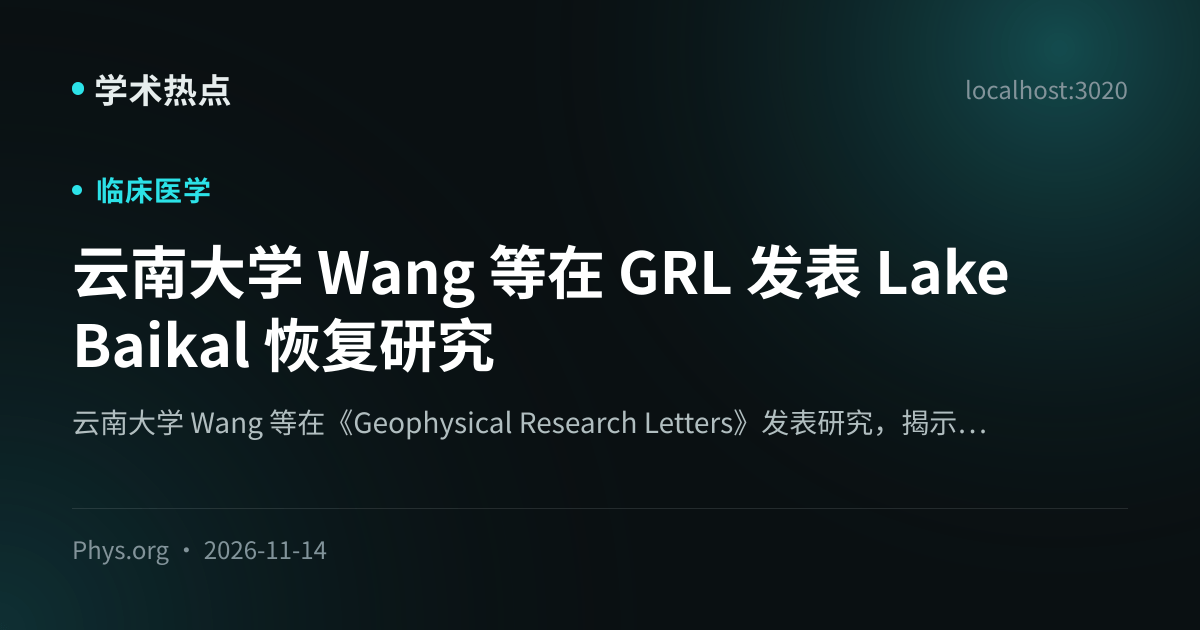 学术热点
localhost:3020
临床医学
云南大学 Wang 等在 GRL 发表 Lake
Baikal 恢复研究
云南大学 Wang 等在《Geophysical Research Letters》发表研究，揭示…
Phys.org · 2026-11-14